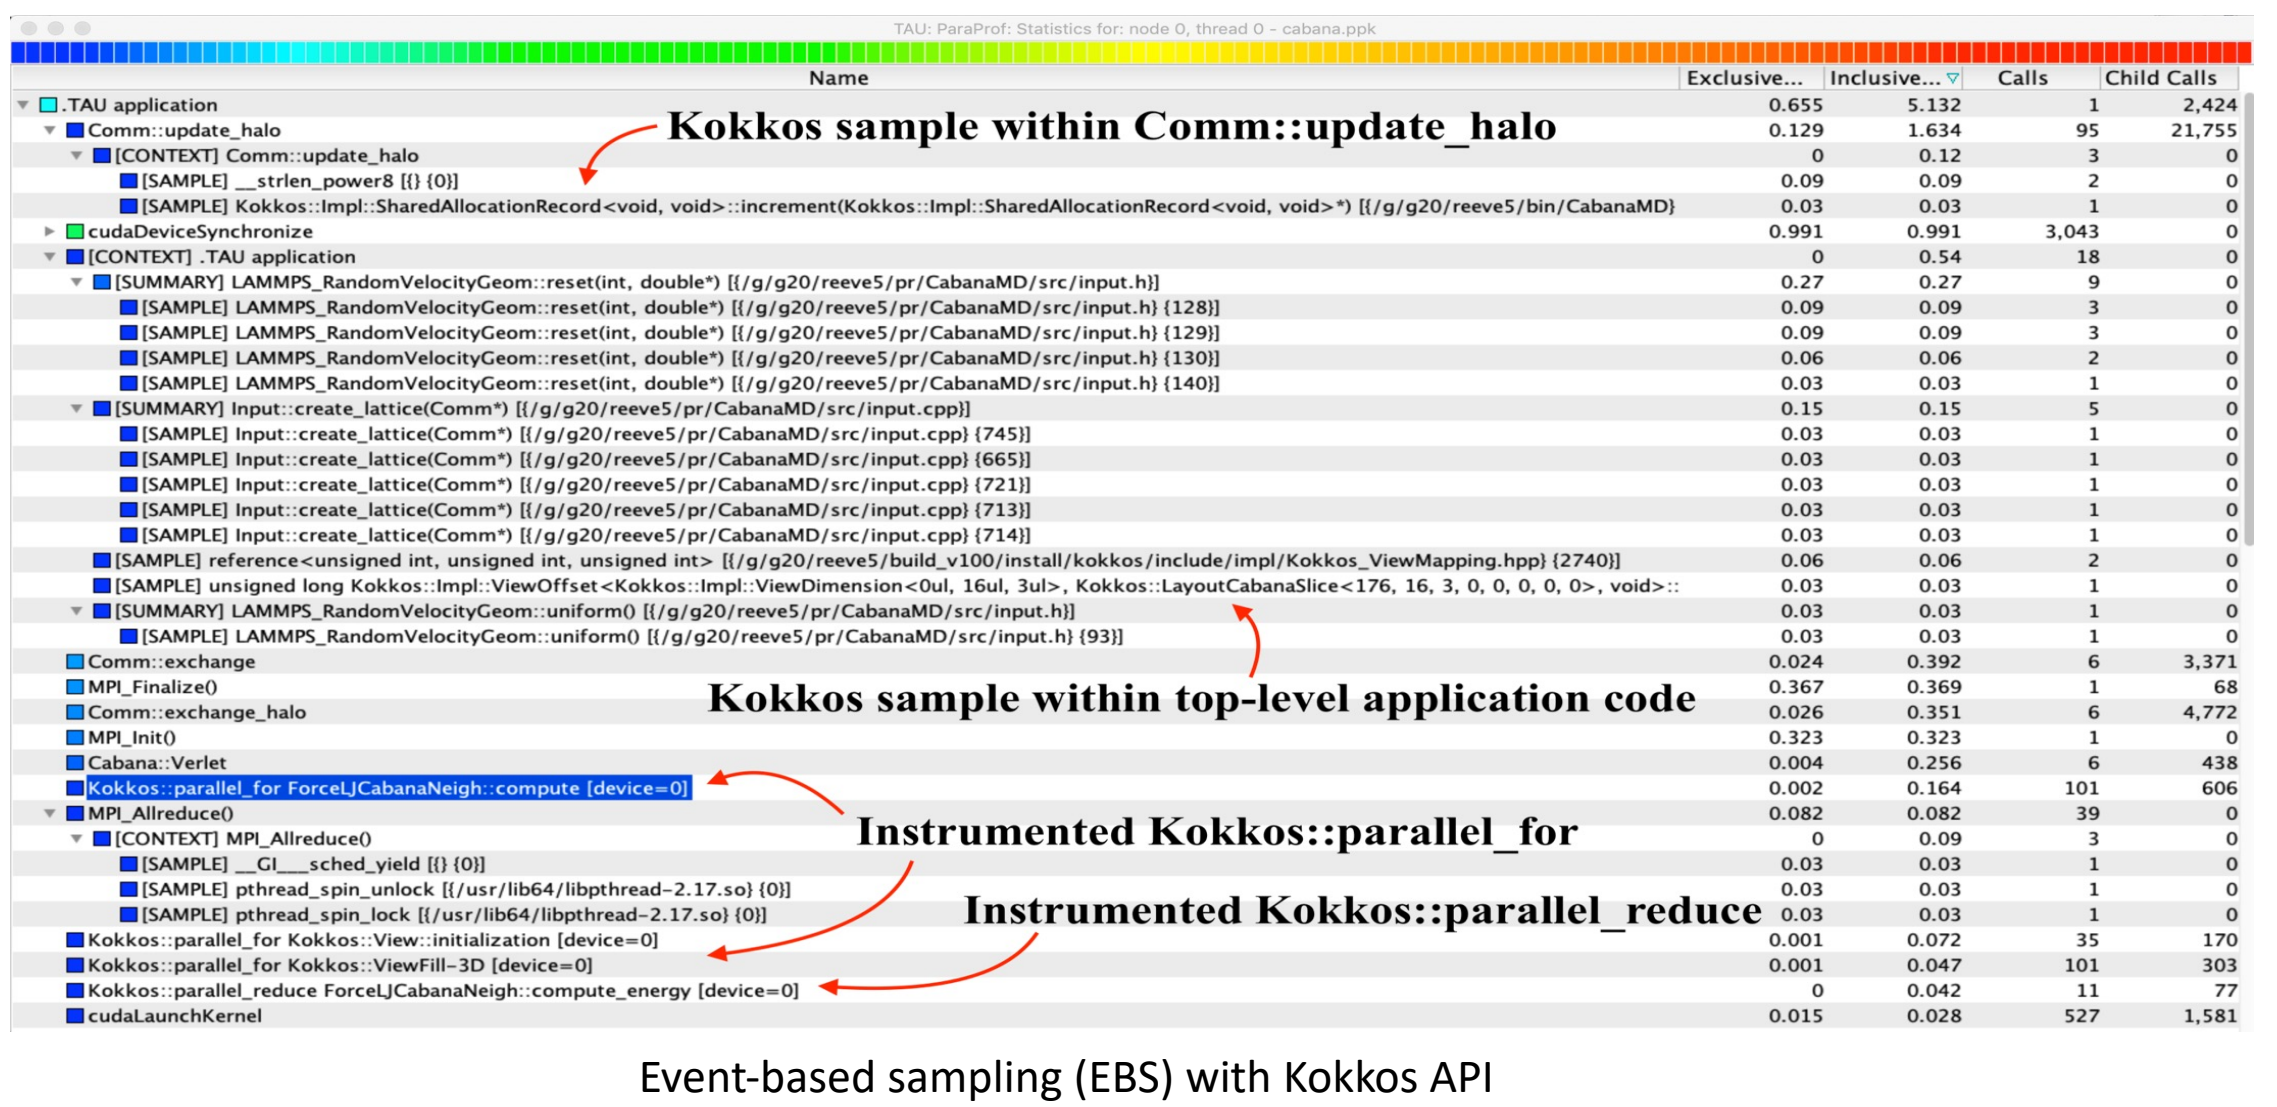 TAU: ParaProf: Statistics for: node 0, thread 0 - cabana.ppk
Name Exclusive... Inclusive... Calls Child Calls
.TAU application 0.655 5.132 1 2,424
Comm::update_halo 0.129 1.634 95 21,755
Kokkos sample within Comm::update_halo
[CONTEXT] Comm::update_halo 0 0.12 3 0
[SAMPLE] __strlen_power8 [{} {0}] 0.09 0.09 2 0
[SAMPLE] Kokkos::Impl::SharedAllocationRecord<void, void>::increment(Kokkos::Impl::SharedAllocationRecord<void, void>*) [{/g/g20/reeve5/bin/CabanaMD} 0.03 0.03 1 0
cudaDeviceSynchronize 0.991 0.991 3,043 0
[CONTEXT] .TAU application 0 0.54 18 0
[SUMMARY] LAMMPS_RandomVelocityGeom::reset(int, double*) [{/g/g20/reeve5/pr/CabanaMD/src/input.h}] 0.27 0.27 9 0
[SAMPLE] LAMMPS_RandomVelocityGeom::reset(int, double*) [{/g/g20/reeve5/pr/CabanaMD/src/input.h} {128}] 0.09 0.09 3 0
[SAMPLE] LAMMPS_RandomVelocityGeom::reset(int, double*) [{/g/g20/reeve5/pr/CabanaMD/src/input.h} {129}] 0.09 0.09 3 0
[SAMPLE] LAMMPS_RandomVelocityGeom::reset(int, double*) [{/g/g20/reeve5/pr/CabanaMD/src/input.h} {130}] 0.06 0.06 2 0
[SAMPLE] LAMMPS_RandomVelocityGeom::reset(int, double*) [{/g/g20/reeve5/pr/CabanaMD/src/input.h} {140}] 0.03 0.03 1 0
[SUMMARY] Input::create_lattice(Comm*) [{/g/g20/reeve5/pr/CabanaMD/src/input.cpp}] 0.15 0.15 5 0
[SAMPLE] Input::create_lattice(Comm*) [{/g/g20/reeve5/pr/CabanaMD/src/input.cpp} {745}] 0.03 0.03 1 0
[SAMPLE] Input::create_lattice(Comm*) [{/g/g20/reeve5/pr/CabanaMD/src/input.cpp} {665}] 0.03 0.03 1 0
[SAMPLE] Input::create_lattice(Comm*) [{/g/g20/reeve5/pr/CabanaMD/src/input.cpp} {721}] 0.03 0.03 1 0
[SAMPLE] Input::create_lattice(Comm*) [{/g/g20/reeve5/pr/CabanaMD/src/input.cpp} {713}] 0.03 0.03 1 0
[SAMPLE] Input::create_lattice(Comm*) [{/g/g20/reeve5/pr/CabanaMD/src/input.cpp} {714}] 0.03 0.03 1 0
[SAMPLE] reference<unsigned int, unsigned int, unsigned int> [{/g/g20/reeve5/build_v100/install/kokkos/include/impl/Kokkos_ViewMapping.hpp} {2740}] 0.06 0.06 2 0
[SAMPLE] unsigned long Kokkos::Impl::ViewOffset<Kokkos::Impl::ViewDimension<0ul, 16ul, 3ul>, Kokkos::LayoutCabanaSlice<176, 16, 3, 0, 0, 0, 0, 0>, void>:: 0.03 0.03 1 0
[SUMMARY] LAMMPS_RandomVelocityGeom::uniform() [{/g/g20/reeve5/pr/CabanaMD/src/input.h}] 0.03 0.03 1 0
[SAMPLE] LAMMPS_RandomVelocityGeom::uniform() [{/g/g20/reeve5/pr/CabanaMD/src/input.h} {93}] 0.03 0.03 1 0
Comm::exchange 0.024 0.392 6 3,371
MPI_Finalize() 0.367 0.369 1 68
Kokkos sample within top-level application code
Comm::exchange_halo 0.026 0.351 6 4,772
MPI_Init() 0.323 0.323 1 0
Cabana::Verlet 0.004 0.256 6 438
Kokkos::parallel_for ForceLJCabanaNeigh::compute [device=0] 0.002 0.164 101 606
MPI_Allreduce() 0.082 0.082 39 0
Instrumented Kokkos::parallel_for
[CONTEXT] MPI_Allreduce() 0 0.09 3 0
[SAMPLE] __GI___sched_yield [{} {0}] 0.03 0.03 1 0
[SAMPLE] pthread_spin_unlock [{/usr/lib64/libpthread-2.17.so} {0}] 0.03 0.03 1 0
[SAMPLE] pthread_spin_lock [{/usr/lib64/libpthread-2.17.so} {0}] 0.03 0.03 1 0
Instrumented Kokkos::parallel_reduce
Kokkos::parallel_for Kokkos::View::initialization [device=0] 0.001 0.072 35 170
Kokkos::parallel_for Kokkos::ViewFill-3D [device=0] 0.001 0.047 101 303
Kokkos::parallel_reduce ForceLJCabanaNeigh::compute_energy [device=0] 0 0.042 11 77
cudaLaunchKernel 0.015 0.028 527 1,581
Event-based sampling (EBS) with Kokkos API